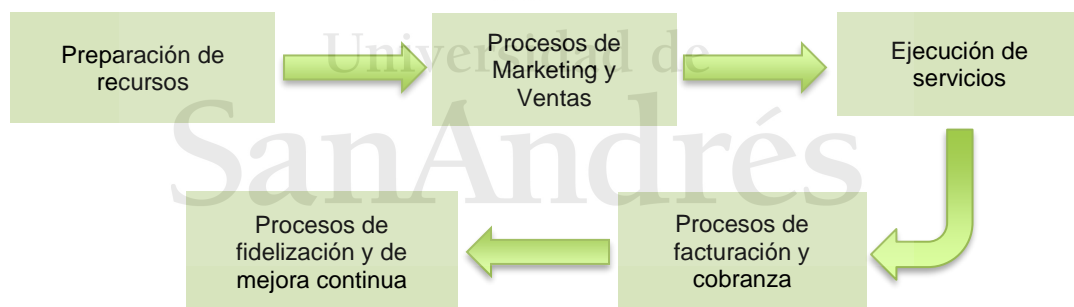 Universidad de
SanAndrés
Preparación de
recursos
Procesos de
Marketing y
Ventas
Ejecución de
servicios
Procesos de
facturación y
cobranza
Procesos de
fidelización y de
mejora continua